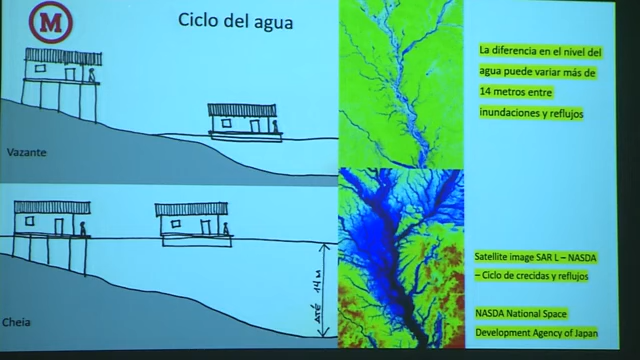 M
Ciclo del agua
La diferencia en el nivel del
agua puede variar más de
14 metros entre
inundaciones y reflujos
Vazante
Satellite image SAR L – NASDA
– Ciclo de crecidas y reflujos
ATÉ 14 M
NASDA National Space
Development Agency of Japan
Cheia